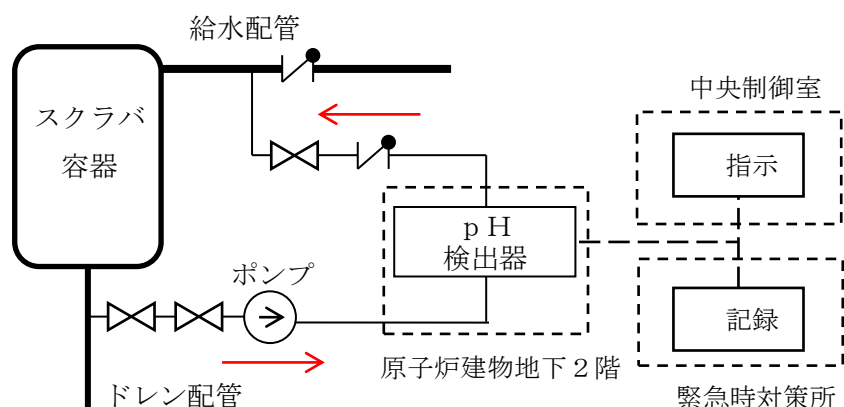 給水配管
スクラバ
容器
中央制御室
指示
ｐＨ
検出器
ポンプ
記録
原子炉建物地下２階
ドレン配管
緊急時対策所